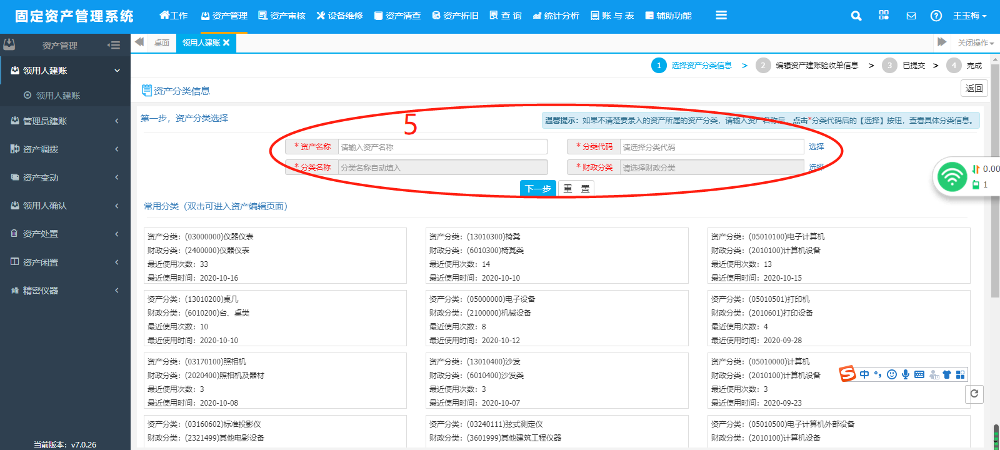 固定资产管理系统
工作 资产管理 资产审核 设备维修 资产清查 资产折旧 查 询 统计分析 账 与 表 辅助功能 王玉梅
资产管理
桌面 领用人建账 关闭操作
领用人建账
领用人建账
管理员建账
资产调拨
资产变动
领用人确认
资产处置
资产闲置
精密仪器
当前版本：v7.0.26
1 选择资产分类信息 > 2 编辑资产建账验收单信息 > 3 已提交 > 4 完成
资产分类信息 返回
第一步，资产分类选择
5
温馨提示：如果不清楚要录入的资产所属的资产分类，请输入资产名称后，点击*分类代码后的【选择】按钮，查看具体分类信息。
* 资产名称 请输入资产名称 * 分类代码 请选择分类代码 选择
* 分类名称 分类名称自动填入 * 财政分类 请选择财政分类 选择
下一步 重 置
常用分类（双击可进入资产编辑页面）
资产分类：(03000000)仪器仪表
财政分类：(2400000)仪器仪表
最近使用次数：33
最近使用时间：2020-10-16
资产分类：(13010300)椅凳
财政分类：(6010300)椅凳类
最近使用次数：14
最近使用时间：2020-10-10
资产分类：(05010100)电子计算机
财政分类：(2010100)计算机设备
最近使用次数：13
最近使用时间：2020-10-15
资产分类：(13010200)桌几
财政分类：(6010200)台、桌类
最近使用次数：10
最近使用时间：2020-10-10
资产分类：(05000000)电子设备
财政分类：(2100000)机械设备
最近使用次数：8
最近使用时间：2020-10-12
资产分类：(05010501)打印机
财政分类：(2010601)打印设备
最近使用次数：4
最近使用时间：2020-09-28
资产分类：(03170100)照相机
财政分类：(2020400)照相机及器材
最近使用次数：3
最近使用时间：2020-10-08
资产分类：(13010400)沙发
财政分类：(6010400)沙发类
最近使用次数：3
最近使用时间：2020-10-07
资产分类：(05010000)计算机
财政分类：(2010100)计算机设备
最近使用次数：3
最近使用时间：2020-09-23
资产分类：(03160602)标准投影仪
财政分类：(2321499)其他电影设备
资产分类：(03240111)弦式测定仪
财政分类：(3601999)其他建筑工程仪器
资产分类：(05010500)电子计算机外部设备
财政分类：(2010100)计算机设备
0.00
1
中